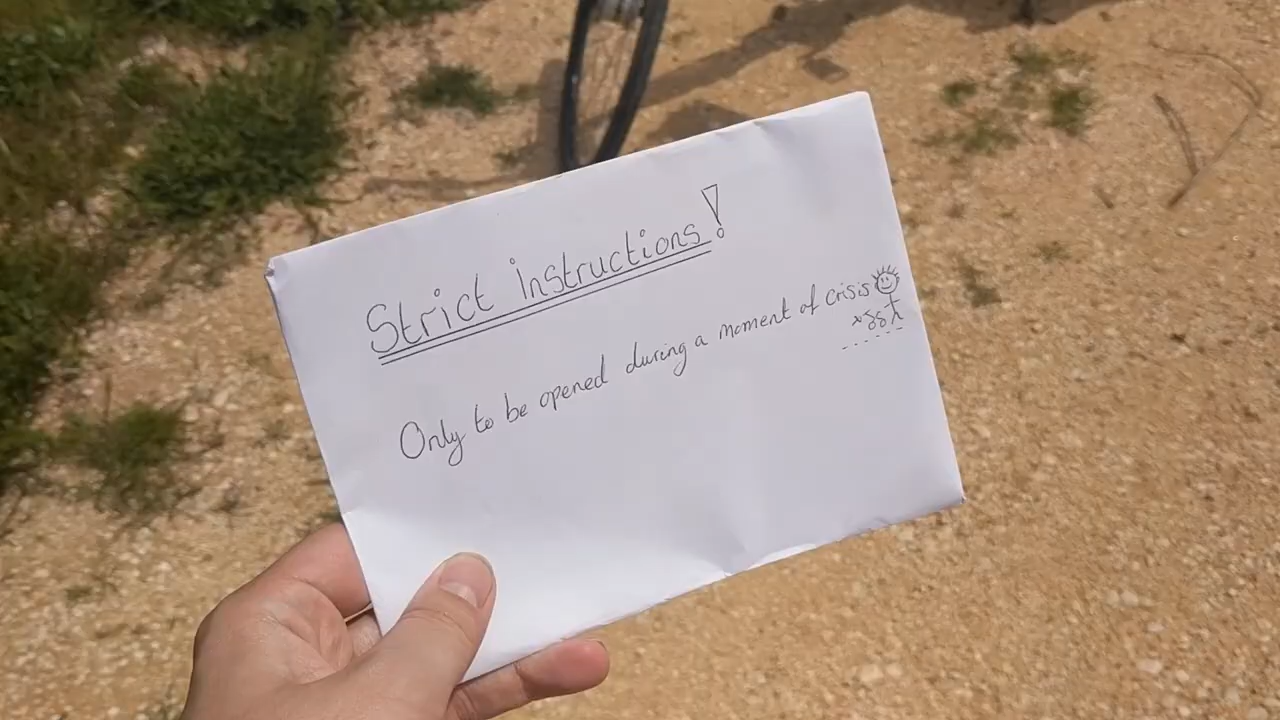 Strict instructions!
Only to be opened during a moment of crisis